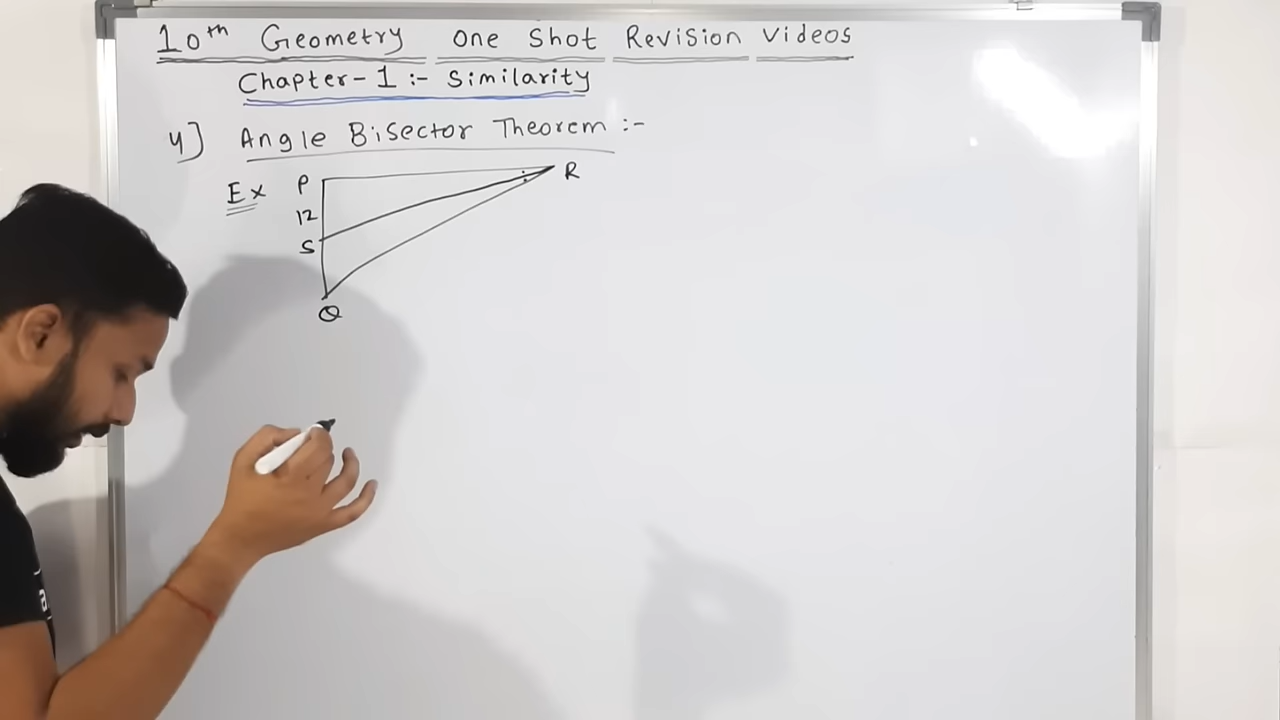 10th Geometry one shot Revision videos
Chapter-1 :- Similarity
4] Angle Bisector Theorem :-
Ex P R
12
S
Q